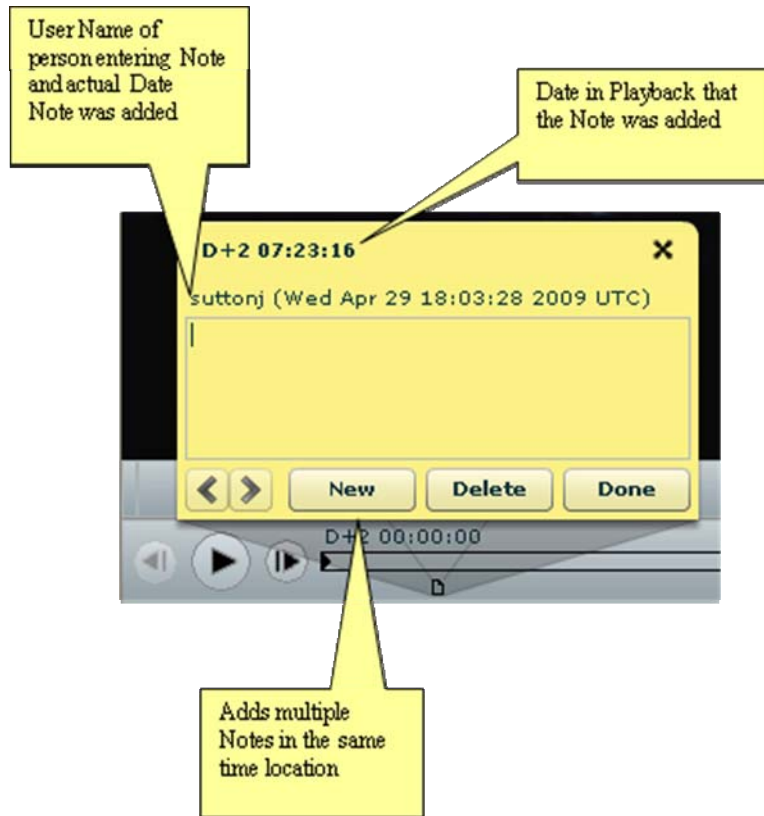 User Name of
person entering Note
and actual Date
Note was added
Date in Playback that
the Note was added
D+2 07:23:16
suttonj (Wed Apr 29 18:03:28 2009 UTC)
New Delete Done
D+2 00:00:00
Adds multiple
Notes in the same
time location